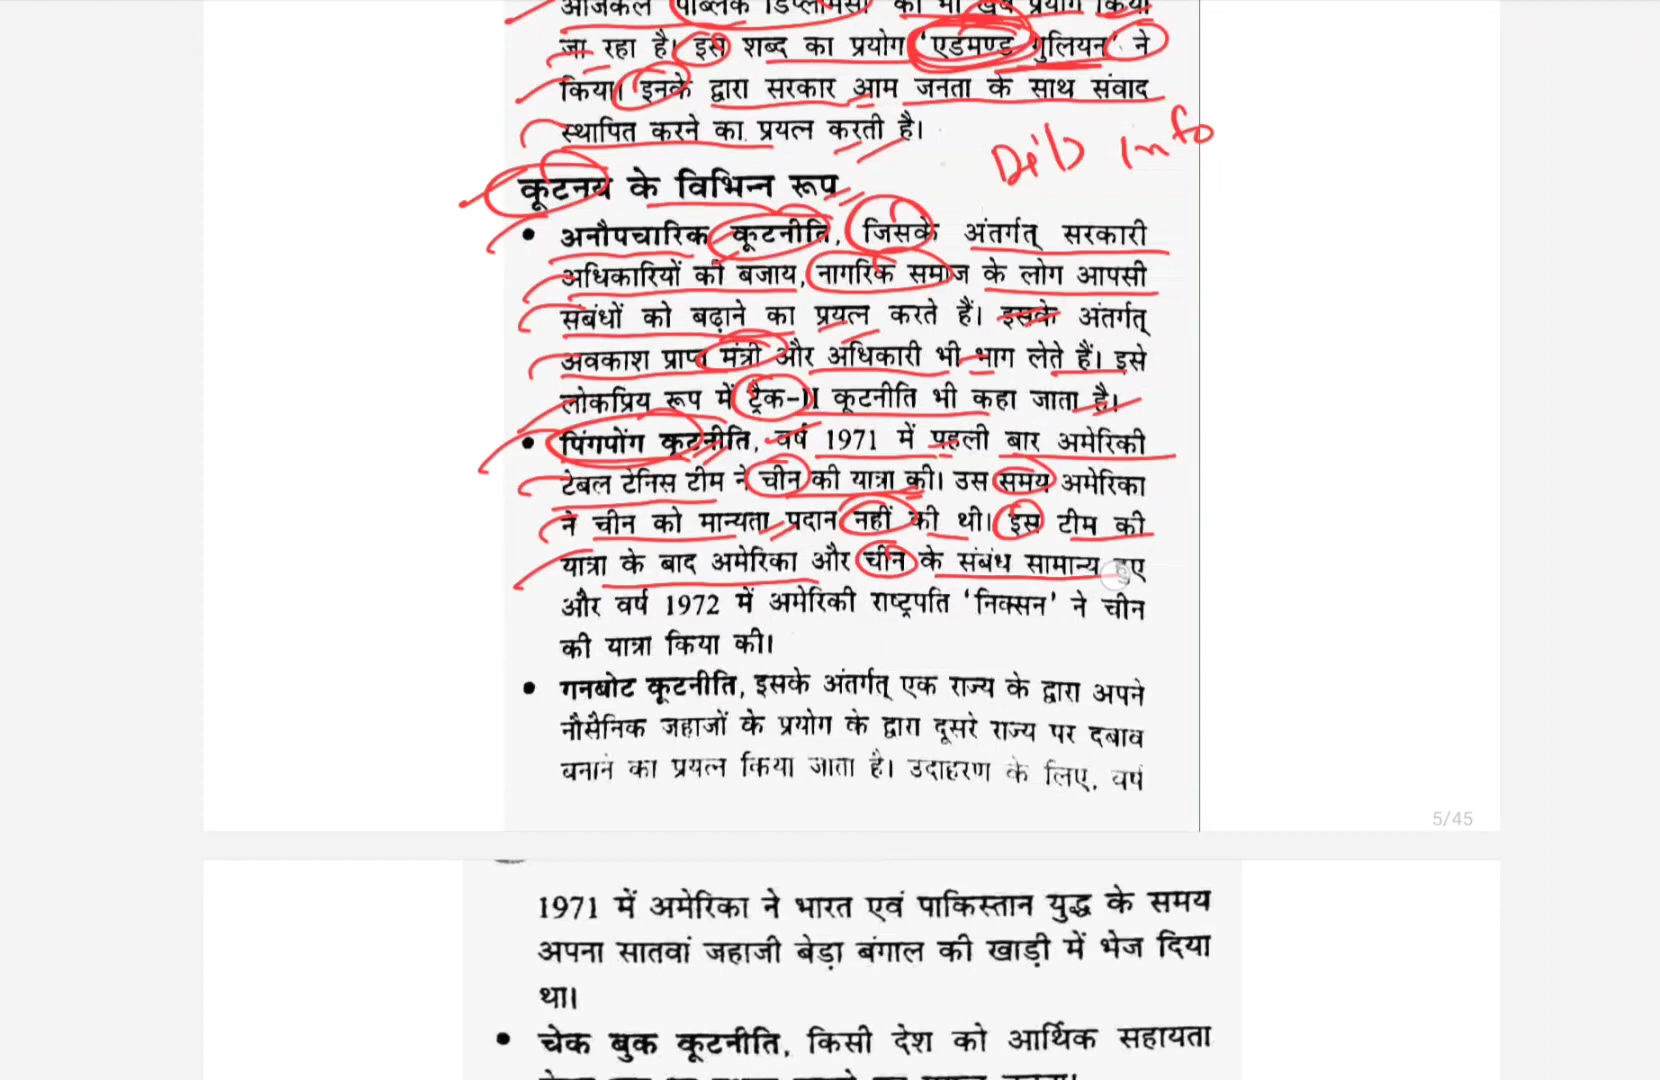 आजकल पब्लिक डिप्लोमेसी का भी खूब प्रयोग किया
जा रहा है। इस शब्द का प्रयोग 'एडमण्ड गुलियन' ने
किया। इनके द्वारा सरकार आम जनता के साथ संवाद
स्थापित करने का प्रयत्न करती है।
Info
कूटनय के विभिन्न रूप
• अनौपचारिक कूटनीति, जिसके अंतर्गत् सरकारी
अधिकारियों की बजाय, नागरिक समाज के लोग आपसी
संबंधों को बढ़ाने का प्रयत्न करते हैं। इसके अंतर्गत्
अवकाश प्राप्त मंत्री और अधिकारी भी भाग लेते हैं। इसे
लोकप्रिय रूप में ट्रैक-II कूटनीति भी कहा जाता है।
• पिंगपोंग कूटनीति, वर्ष 1971 में पहली बार अमेरिकी
टेबल टेनिस टीम ने चीन की यात्रा की। उस समय अमेरिका
ने चीन को मान्यता प्रदान नहीं की थी। इस टीम की
यात्रा के बाद अमेरिका और चीन के संबंध सामान्य हुए
और वर्ष 1972 में अमेरिकी राष्ट्रपति 'निक्सन' ने चीन
की यात्रा किया की।
• गनबोट कूटनीति, इसके अंतर्गत् एक राज्य के द्वारा अपने
नौसैनिक जहाजों के प्रयोग के द्वारा दूसरे राज्य पर दबाव
बनाने का प्रयत्न किया जाता है। उदाहरण के लिए, वर्ष
5/45
1971 में अमेरिका ने भारत एवं पाकिस्तान युद्ध के समय
अपना सातवां जहाजी बेड़ा बंगाल की खाड़ी में भेज दिया
था।
• चेक बुक कूटनीति, किसी देश को आर्थिक सहायता